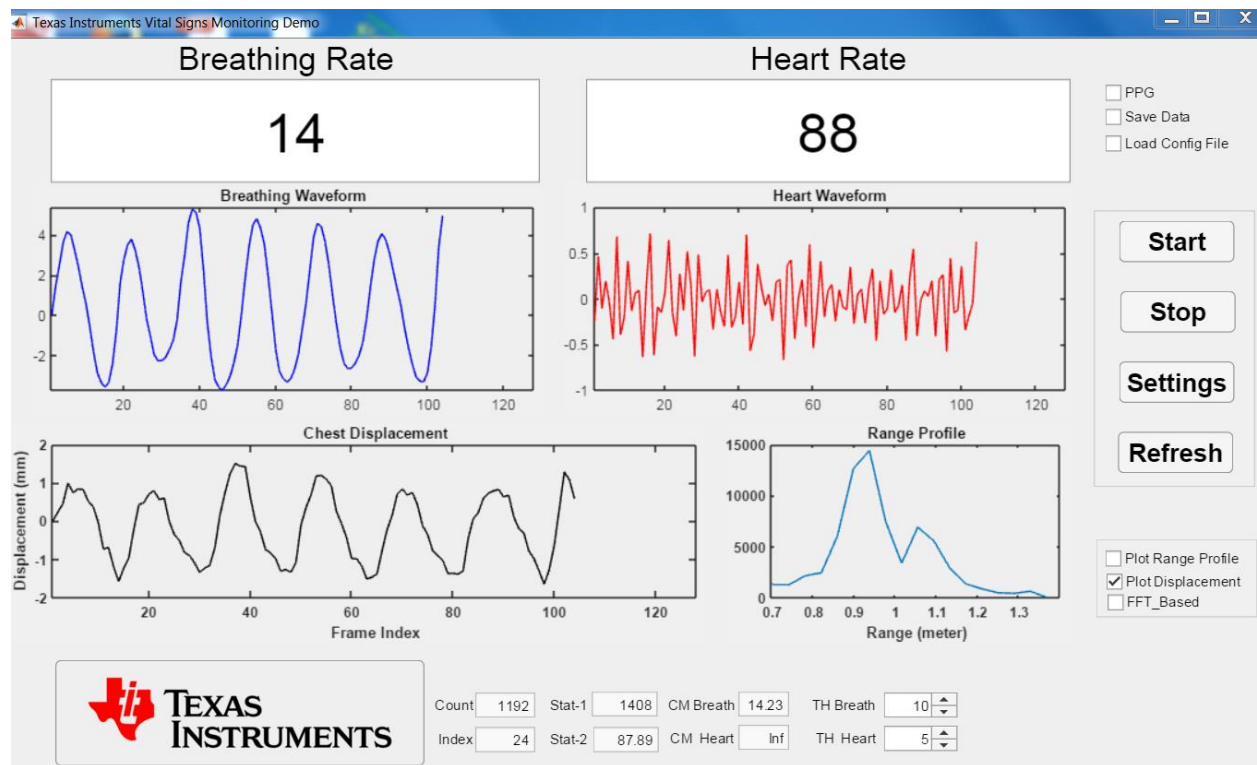 Texas Instruments Vital Signs Monitoring Demo
Breathing Rate
Heart Rate
14
88
PPG
Save Data
Load Config File
Breathing Waveform
4
2
0
-2
20 40 60 80 100 120
Heart Waveform
1
0.5
0
-0.5
-1
20 40 60 80 100 120
Start
Stop
Settings
Refresh
Chest Displacement
Displacement (mm)
2
1
0
-1
-2
20 40 60 80 100 120
Frame Index
Range Profile
15000
10000
5000
0
0.7 0.8 0.9 1 1.1 1.2 1.3
Range (meter)
Plot Range Profile
Plot Displacement
FFT_Based
TEXAS
INSTRUMENTS
Count 1192 Stat-1 1408 CM Breath 14.23 TH Breath 10
Index 24 Stat-2 87.89 CM Heart Inf TH Heart 5